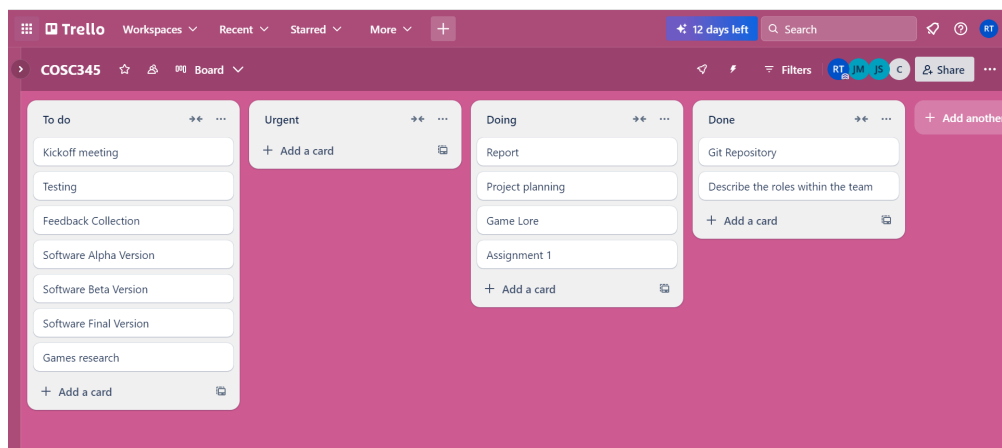 Trello Workspaces Recent Starred More 12 days left Search RT
COSC345 Board Filters RT JM JS C Share
To do
Kickoff meeting
Testing
Feedback Collection
Software Alpha Version
Software Beta Version
Software Final Version
Games research
+ Add a card
Urgent
+ Add a card
Doing
Report
Project planning
Game Lore
Assignment 1
+ Add a card
Done
Git Repository
Describe the roles within the team
+ Add a card
+ Add another